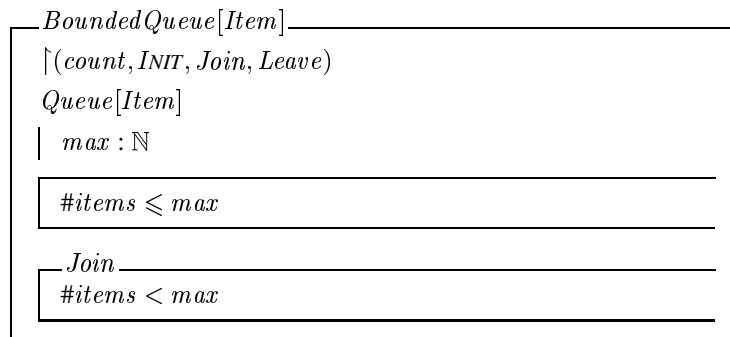 BoundedQueue[Item]
↾(count, INIT, Join, Leave)
Queue[Item]
max : ℕ
#items ⩽ max
Join
#items < max